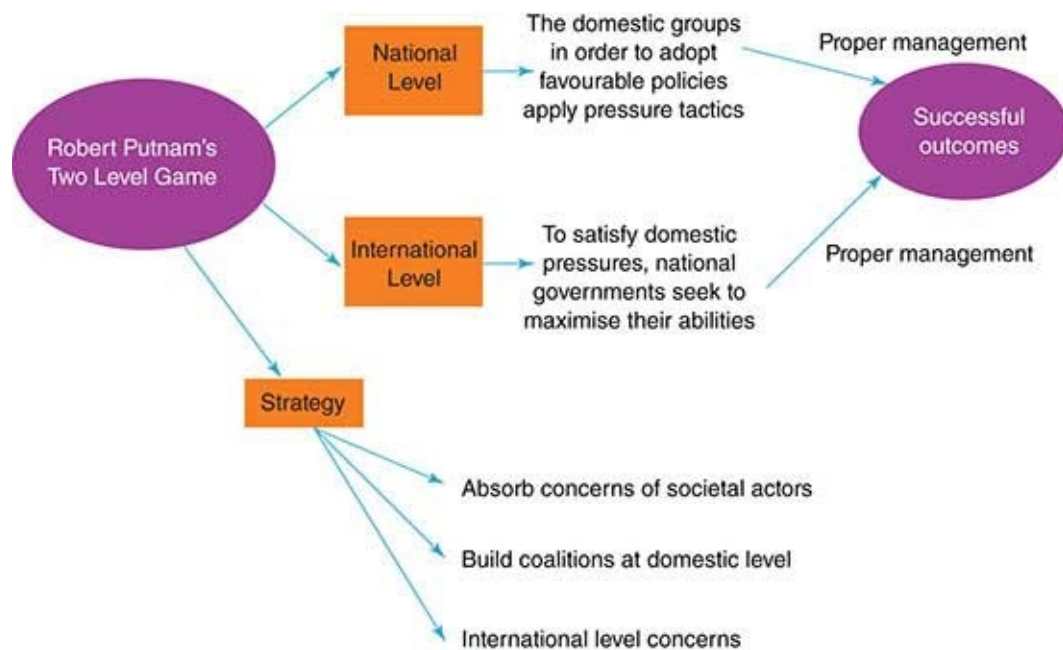 Robert Putnam's
Two Level Game
National
Level
The domestic groups
in order to adopt
favourable policies
apply pressure tactics
Proper management
Successful
outcomes
International
Level
To satisfy domestic
pressures, national
governments seek to
maximise their abilities
Proper management
Strategy
Absorb concerns of societal actors
Build coalitions at domestic level
International level concerns